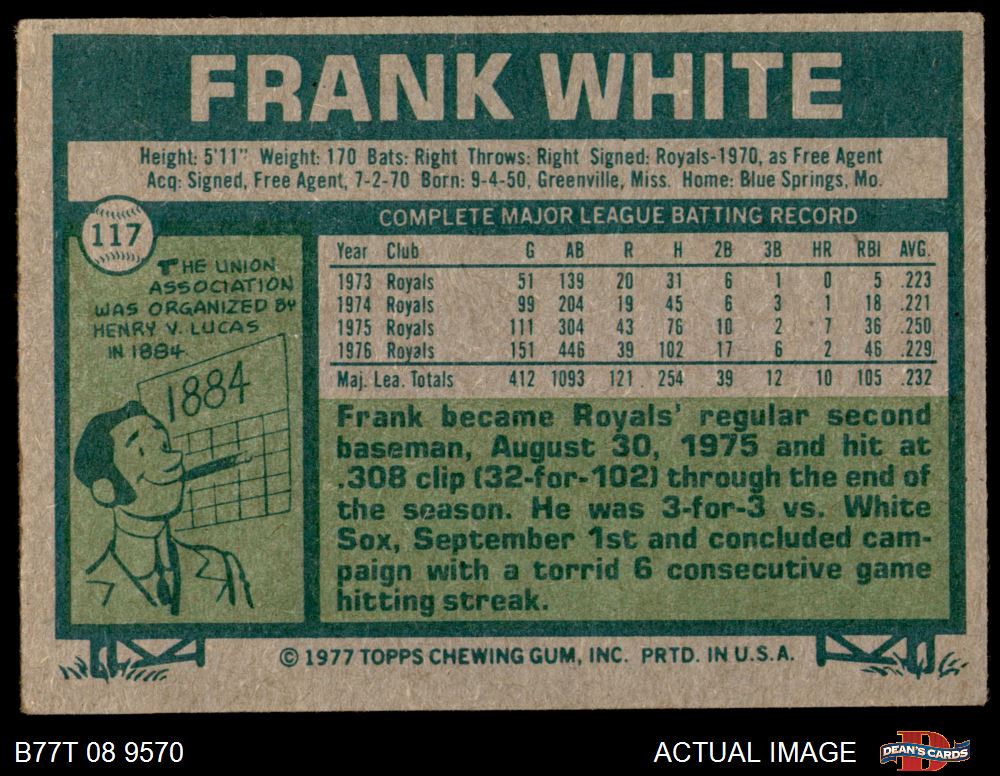 FRANK WHITE
Height: 5'11" Weight: 170 Bats: Right Throws: Right Signed: Royals-1970, as Free Agent
Acq: Signed, Free Agent, 7-2-70 Born: 9-4-50, Greenville, Miss. Home: Blue Springs, Mo.
117
THE UNION
ASSOCIATION
WAS ORGANIZED BY
HENRY V. LUCAS
IN 1884.
1884
COMPLETE MAJOR LEAGUE BATTING RECORD
Year Club G AB R H 2B 3B HR RBI AVG.
1973 Royals 51 139 20 31 6 1 0 5 .223
1974 Royals 99 204 19 45 6 3 1 18 .221
1975 Royals 111 304 43 76 10 2 7 36 .250
1976 Royals 151 446 39 102 17 6 2 46 .229
Maj. Lea. Totals 412 1093 121 254 39 12 10 105 .232
Frank became Royals' regular second
baseman, August 30, 1975 and hit at
.308 clip (32-for-102) through the end of
the season. He was 3-for-3 vs. White
Sox, September 1st and concluded cam-
paign with a torrid 6 consecutive game
hitting streak.
© 1977 TOPPS CHEWING GUM, INC. PRTD. IN U.S.A.
B77T 08 9570
ACTUAL IMAGE
D
DEAN'S CARDS